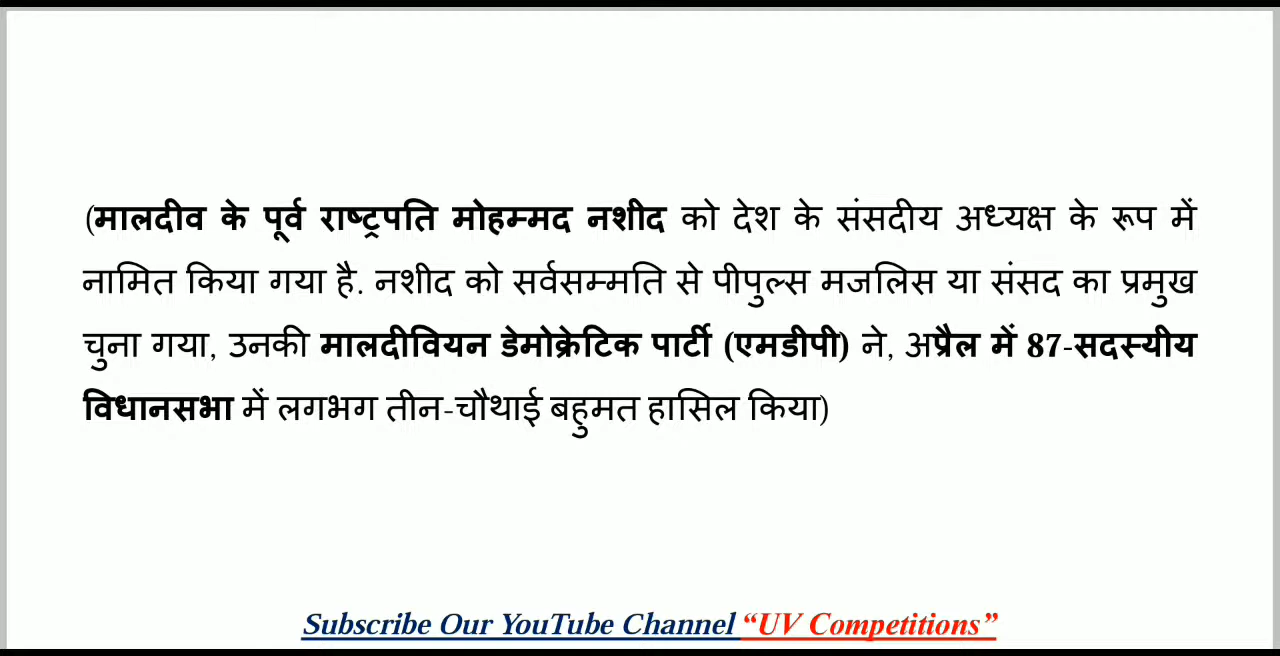 (मालदीव के पूर्व राष्ट्रपति मोहम्मद नशीद को देश के संसदीय अध्यक्ष के रूप में
नामित किया गया है. नशीद को सर्वसम्मति से पीपुल्स मजलिस या संसद का प्रमुख
चुना गया, उनकी मालदीवियन डेमोक्रेटिक पार्टी (एमडीपी) ने, अप्रैल में 87-सदस्यीय
विधानसभा में लगभग तीन-चौथाई बहुमत हासिल किया)
Subscribe Our YouTube Channel “UV Competitions”